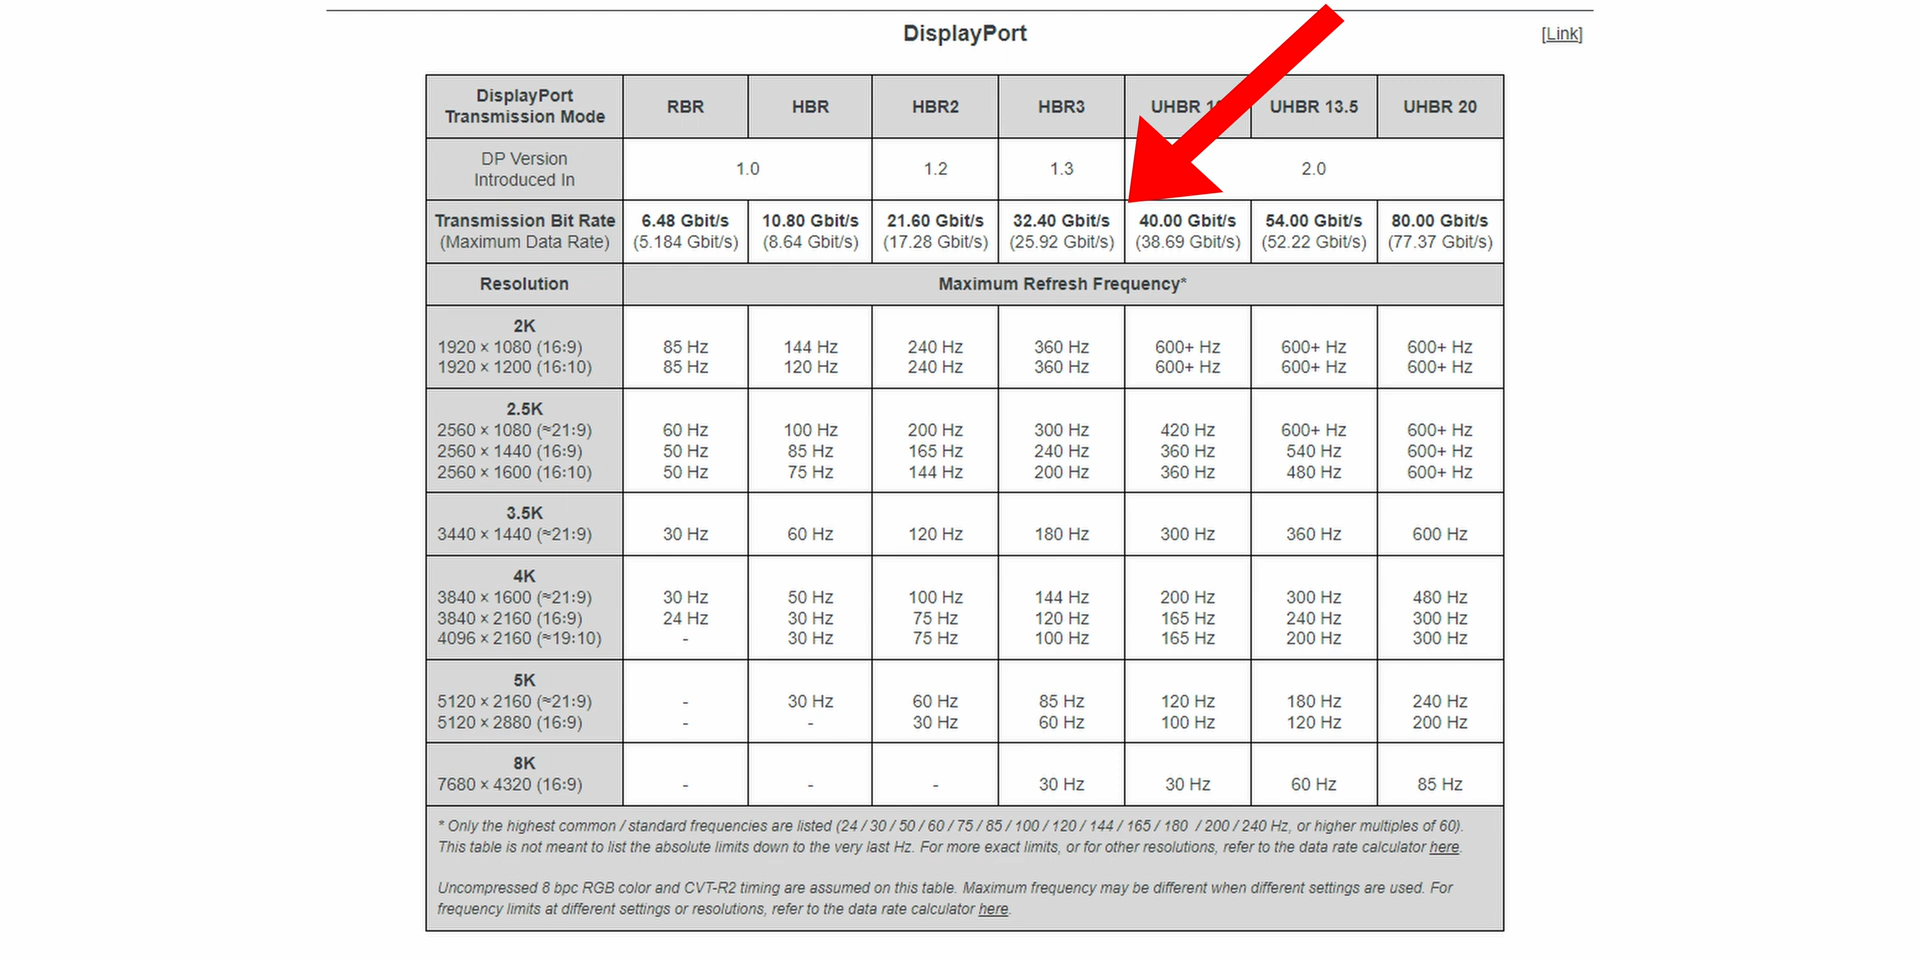 DisplayPort
[Link]
DisplayPort Transmission Mode RBR HBR HBR2 HBR3 UHBR UHBR 13.5 UHBR 20
DP Version Introduced In 1.0 1.2 1.3 2.0
Transmission Bit Rate 6.48 Gbit/s 10.80 Gbit/s 21.60 Gbit/s 32.40 Gbit/s 40.00 Gbit/s 54.00 Gbit/s 80.00 Gbit/s
(Maximum Data Rate) (5.184 Gbit/s) (8.64 Gbit/s) (17.28 Gbit/s) (25.92 Gbit/s) (38.69 Gbit/s) (52.22 Gbit/s) (77.37 Gbit/s)
Resolution Maximum Refresh Frequency*
2K
1920 × 1080 (16:9) 85 Hz 144 Hz 240 Hz 360 Hz 600+ Hz 600+ Hz 600+ Hz
1920 × 1200 (16:10) 85 Hz 120 Hz 240 Hz 360 Hz 600+ Hz 600+ Hz 600+ Hz
2.5K
2560 × 1080 (≈21:9) 60 Hz 100 Hz 200 Hz 300 Hz 420 Hz 600+ Hz 600+ Hz
2560 × 1440 (16:9) 50 Hz 85 Hz 165 Hz 240 Hz 360 Hz 540 Hz 600+ Hz
2560 × 1600 (16:10) 50 Hz 75 Hz 144 Hz 200 Hz 360 Hz 480 Hz 600+ Hz
3.5K
3440 × 1440 (≈21:9) 30 Hz 60 Hz 120 Hz 180 Hz 300 Hz 360 Hz 600 Hz
4K
3840 × 1600 (≈21:9) 30 Hz 50 Hz 100 Hz 144 Hz 200 Hz 300 Hz 480 Hz
3840 × 2160 (16:9) 24 Hz 30 Hz 75 Hz 120 Hz 165 Hz 240 Hz 300 Hz
4096 × 2160 (≈19:10) - 30 Hz 75 Hz 100 Hz 165 Hz 200 Hz 300 Hz
5K
5120 × 2160 (≈21:9) - 30 Hz 60 Hz 85 Hz 120 Hz 180 Hz 240 Hz
5120 × 2880 (16:9) - - 30 Hz 60 Hz 100 Hz 120 Hz 200 Hz
8K
7680 × 4320 (16:9) - - - 30 Hz 30 Hz 60 Hz 85 Hz
* Only the highest common / standard frequencies are listed (24 / 30 / 50 / 60 / 75 / 85 / 100 / 120 / 144 / 165 / 180 / 200 / 240 Hz, or higher multiples of 60).
This table is not meant to list the absolute limits down to the very last Hz. For more exact limits, or for other resolutions, refer to the data rate calculator here.
Uncompressed 8 bpc RGB color and CVT-R2 timing are assumed on this table. Maximum frequency may be different when different settings are used. For
frequency limits at different settings or resolutions, refer to the data rate calculator here.